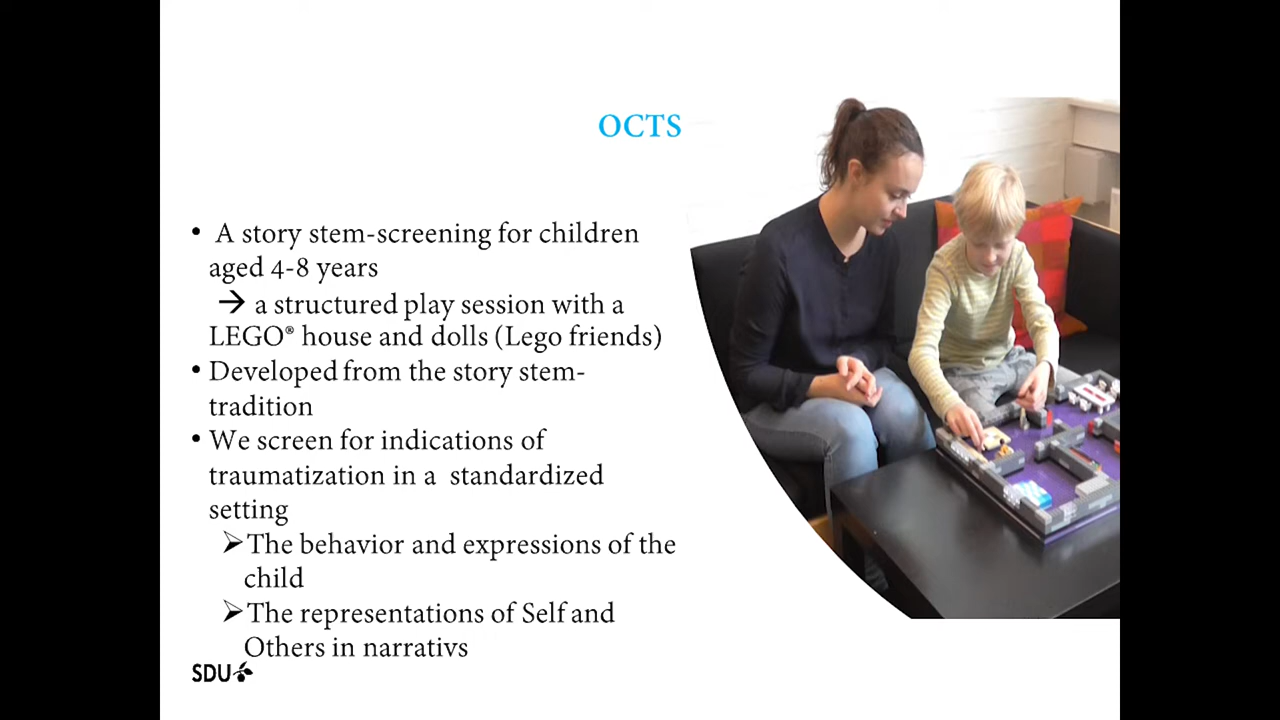 OCTS
• A story stem-screening for children
aged 4-8 years
→ a structured play session with a
LEGO® house and dolls (Lego friends)
• Developed from the story stem-
tradition
• We screen for indications of
traumatization in a standardized
setting
➢The behavior and expressions of the
child
➢The representations of Self and
Others in narrativs
SDU